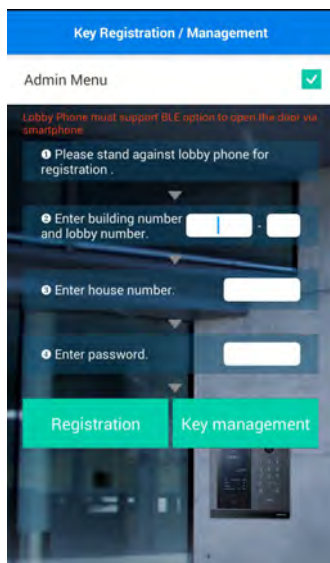 Key Registration / Management
Admin Menu
Lobby Phone must support BLE option to open the door via
smartphone
❶ Please stand against lobby phone for
registration .
❷ Enter building number
and lobby number.
-
❸ Enter house number.
❹ Enter password.
Registration
Key management